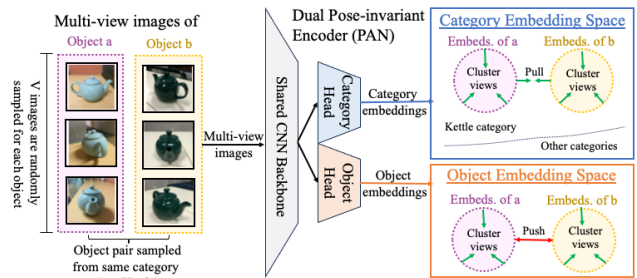 Multi-view images of
Object a
Object b
V images are randomly
sampled for each object
Object pair sampled
from same category
Multi-view
images
Dual Pose-invariant
Encoder (PAN)
Shared CNN Backbone
Category
Head
Object
Head
Category
embeddings
Object
embeddings
Category Embedding Space
Embeds. of a
Embeds. of b
Cluster
views
Pull
Cluster
views
Kettle category
Other categories
Object Embedding Space
Embeds. of a
Embeds. of b
Cluster
views
Push
Cluster
views